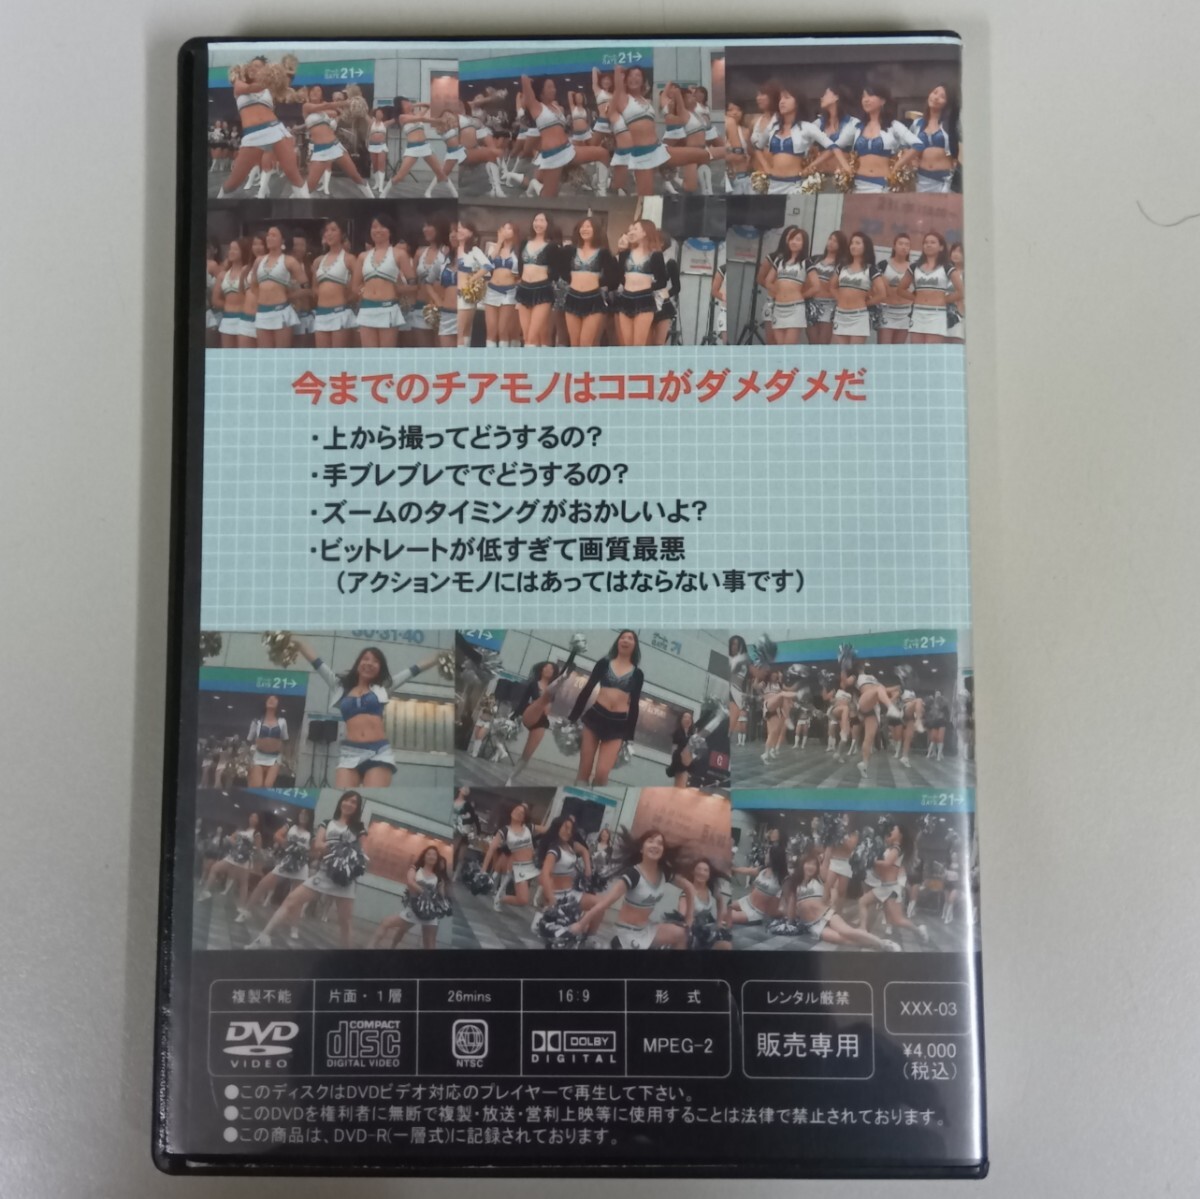 21→
21→
今までのチアモノはココがダメダメだ
・上から撮ってどうするの？
・手ブレブレででどうするの？
・ズームのタイミングがおかしいよ？
・ビットレートが低すぎて画質最悪
（アクションモノにはあってはならない事です）
30・31・40
21→
21
21→
21→
21→
複製不能
片面・１層
26mins
16:9
形 式
レンタル厳禁
XXX-03
DVD
VIDEO
COMPACT
disc
DIGITAL VIDEO
NTSC
DOLBY
DIGITAL
MPEG-2
販売専用
¥4,000
（税込）
●このディスクはDVDビデオ対応のプレイヤーで再生して下さい。
●このDVDを権利者に無断で複製・放送・営利上映等に使用することは法律で禁止されております。
●この商品は、DVD-R(一層式)に記録されております。